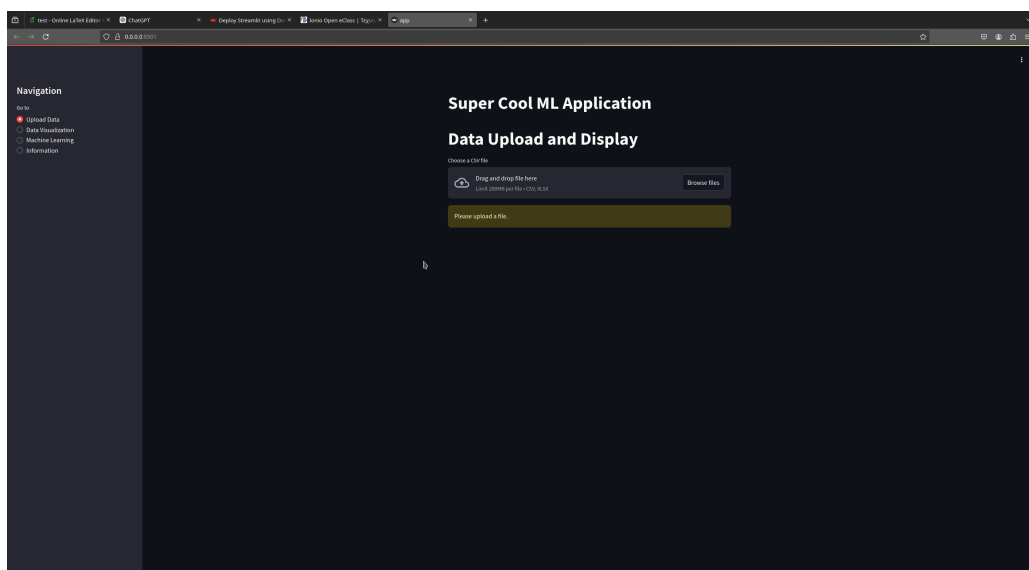 test - Online LaTeX Editor
ChatGPT
Deploy Streamlit using Do
Ionio Open eClass |
app
0.0.0.0:8501
Navigation
Go to
Upload Data
Data Visualization
Machine Learning
Information
Super Cool ML Application
Data Upload and Display
Choose a CSV file
Drag and drop file here
Limit 200MB per file • CSV, XLSX
Browse files
Please upload a file.